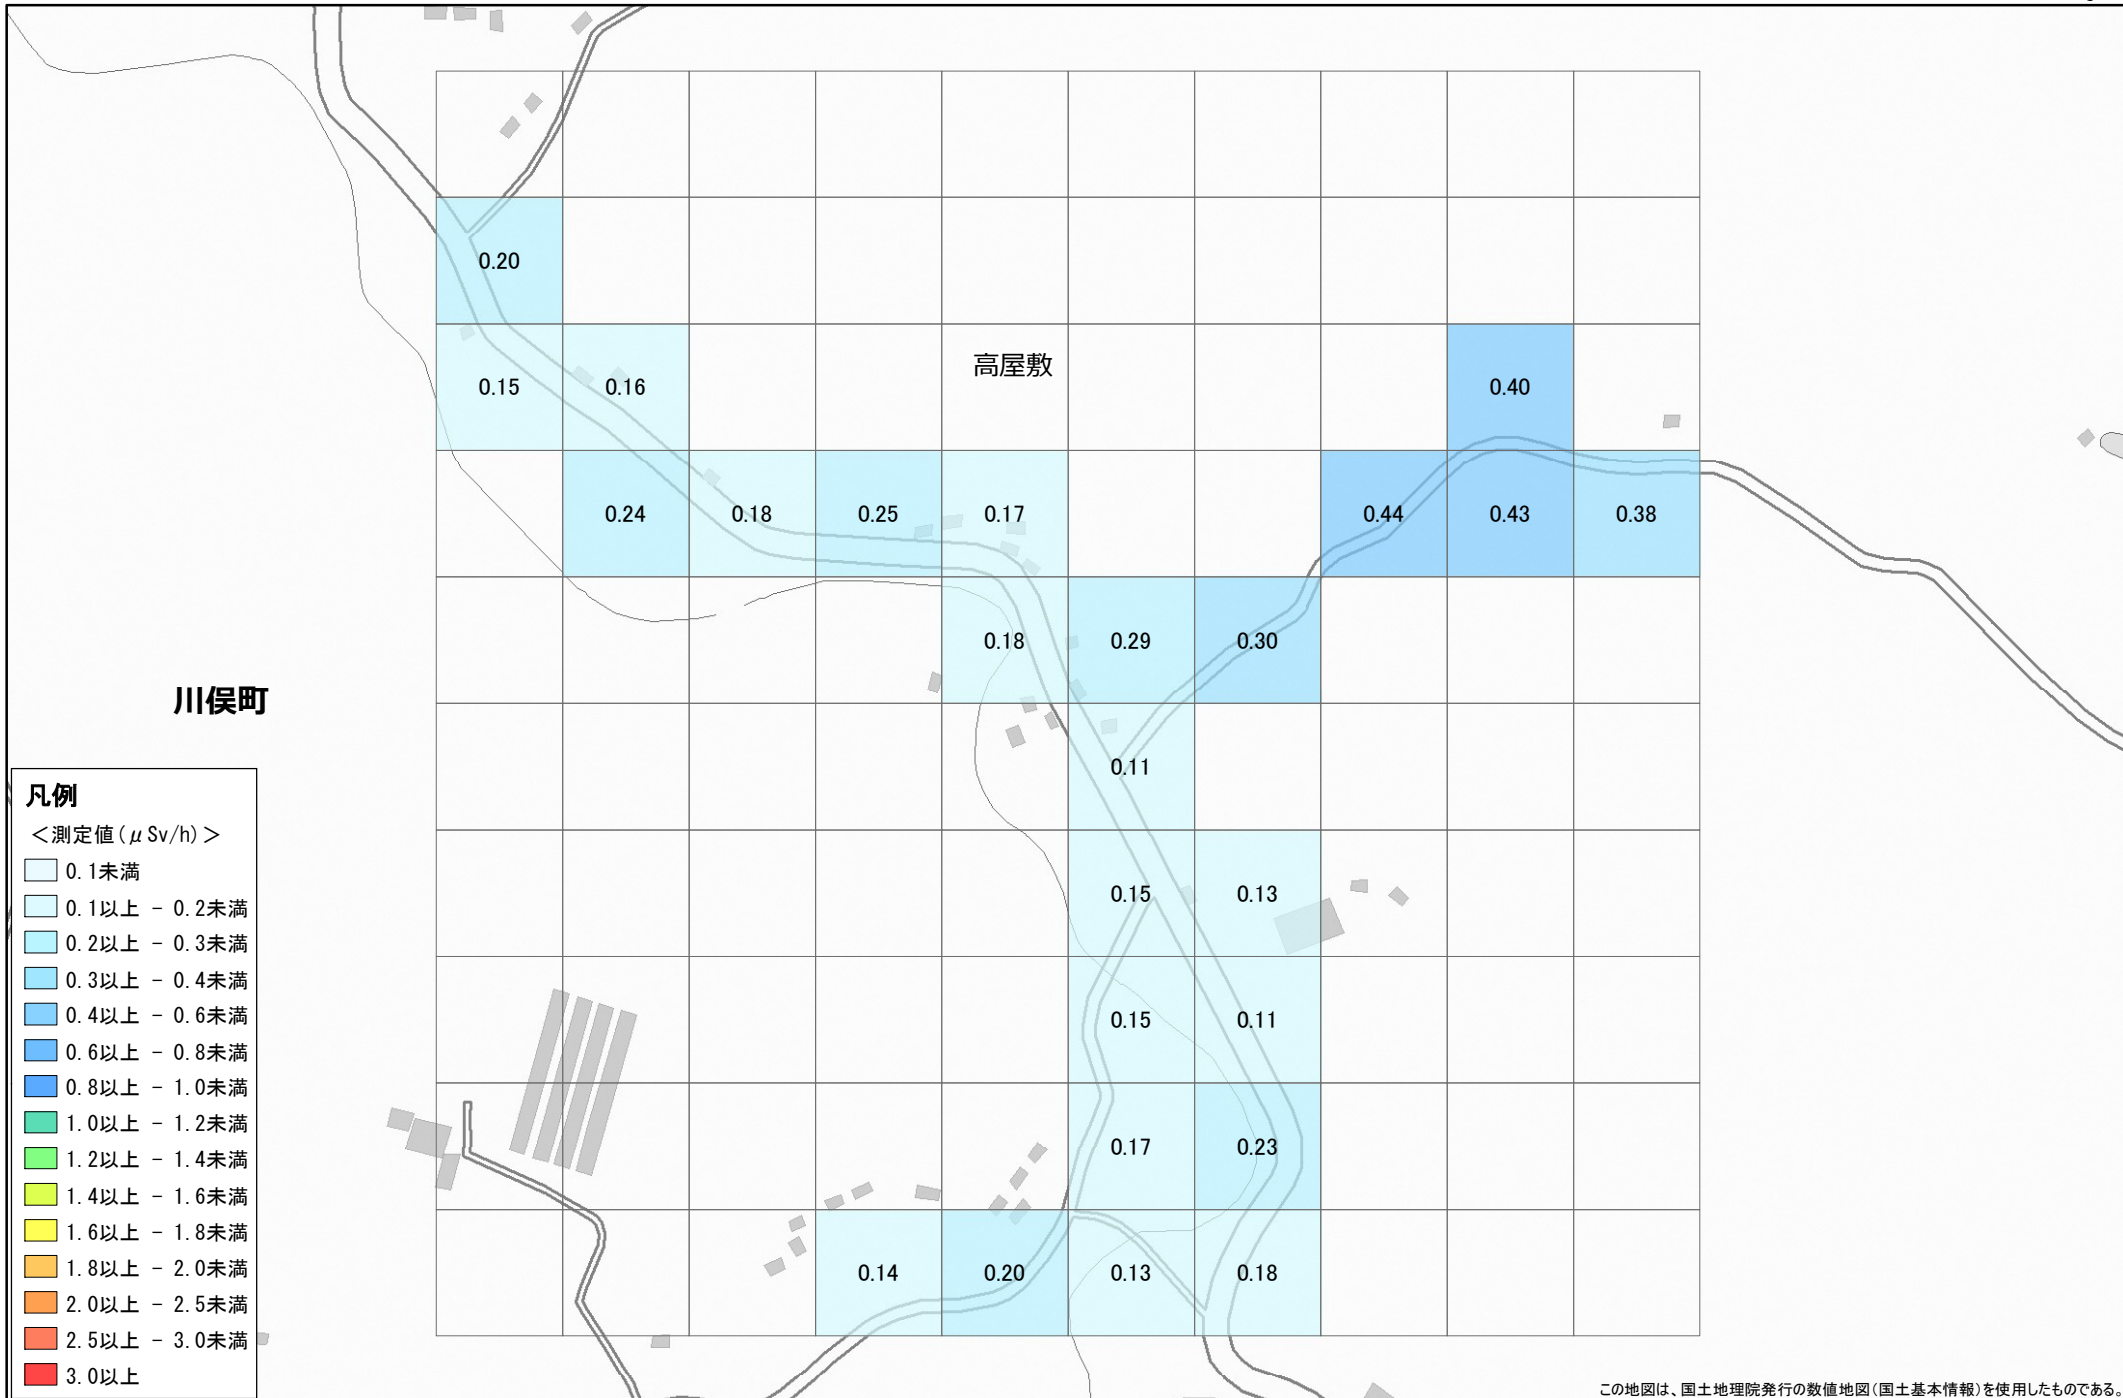 0.20
高屋敷
0.15 0.16 0.40
0.24 0.18 0.25 0.17 0.44 0.43 0.38
0.18 0.29 0.30
川俣町
0.11
0.15 0.13
0.15 0.11
0.17 0.23
0.14 0.20 0.13 0.18
凡例
＜測定値(μSv/h)＞
0.1未満
0.1以上 - 0.2未満
0.2以上 - 0.3未満
0.3以上 - 0.4未満
0.4以上 - 0.6未満
0.6以上 - 0.8未満
0.8以上 - 1.0未満
1.0以上 - 1.2未満
1.2以上 - 1.4未満
1.4以上 - 1.6未満
1.6以上 - 1.8未満
1.8以上 - 2.0未満
2.0以上 - 2.5未満
2.5以上 - 3.0未満
3.0以上
この地図は、国土地理院発行の数値地図(国土基本情報)を使用したものである。